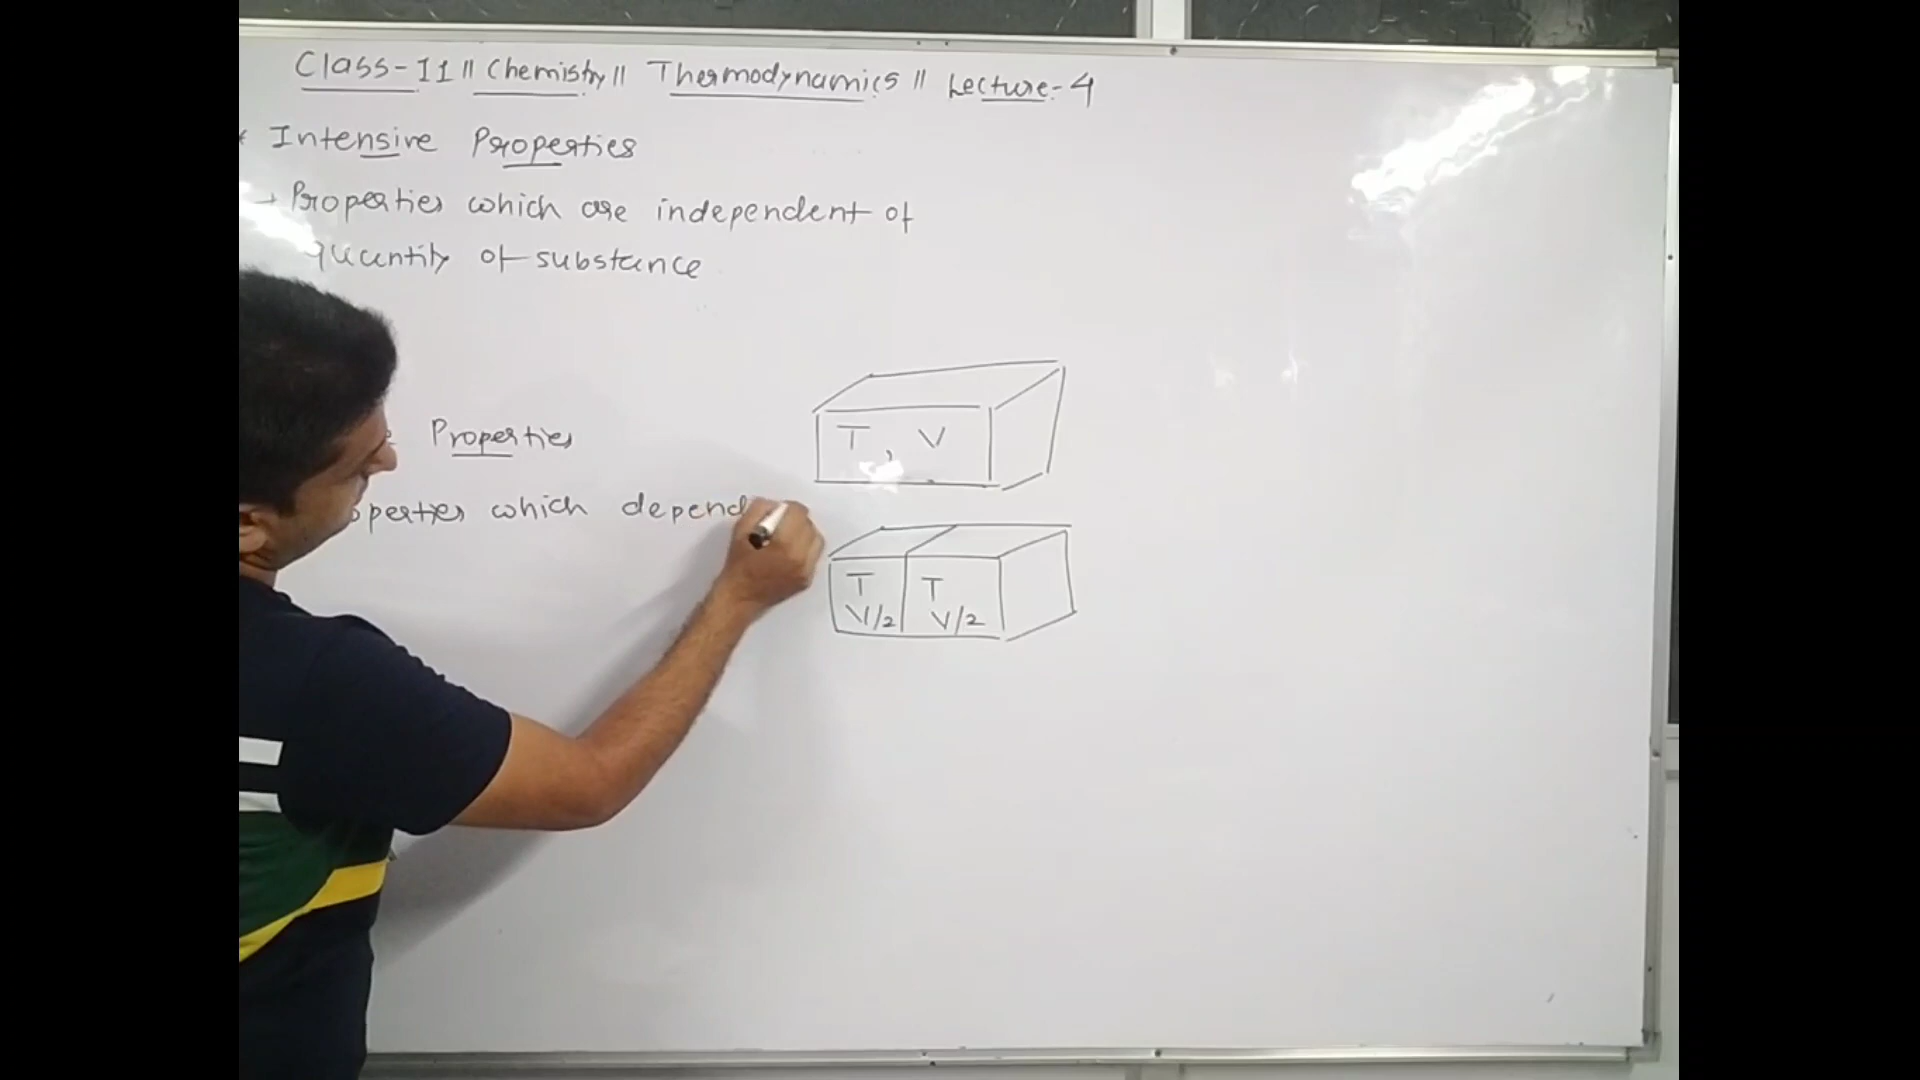 Class-11 || Chemistry || Thermodynamics || Lecture-4
Intensive Properties
Properties which are independent of
quantity of substance
T, V
Properties
operties which depend
T T
V/2 V/2